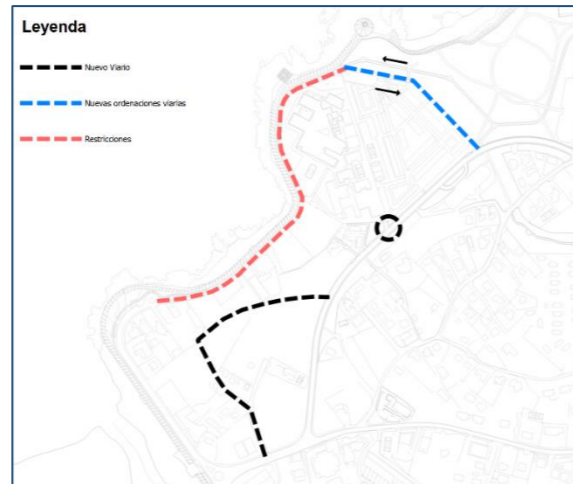 Leyenda
Nuevo Viario
Nuevas ordenaciones viarias
Restricciones